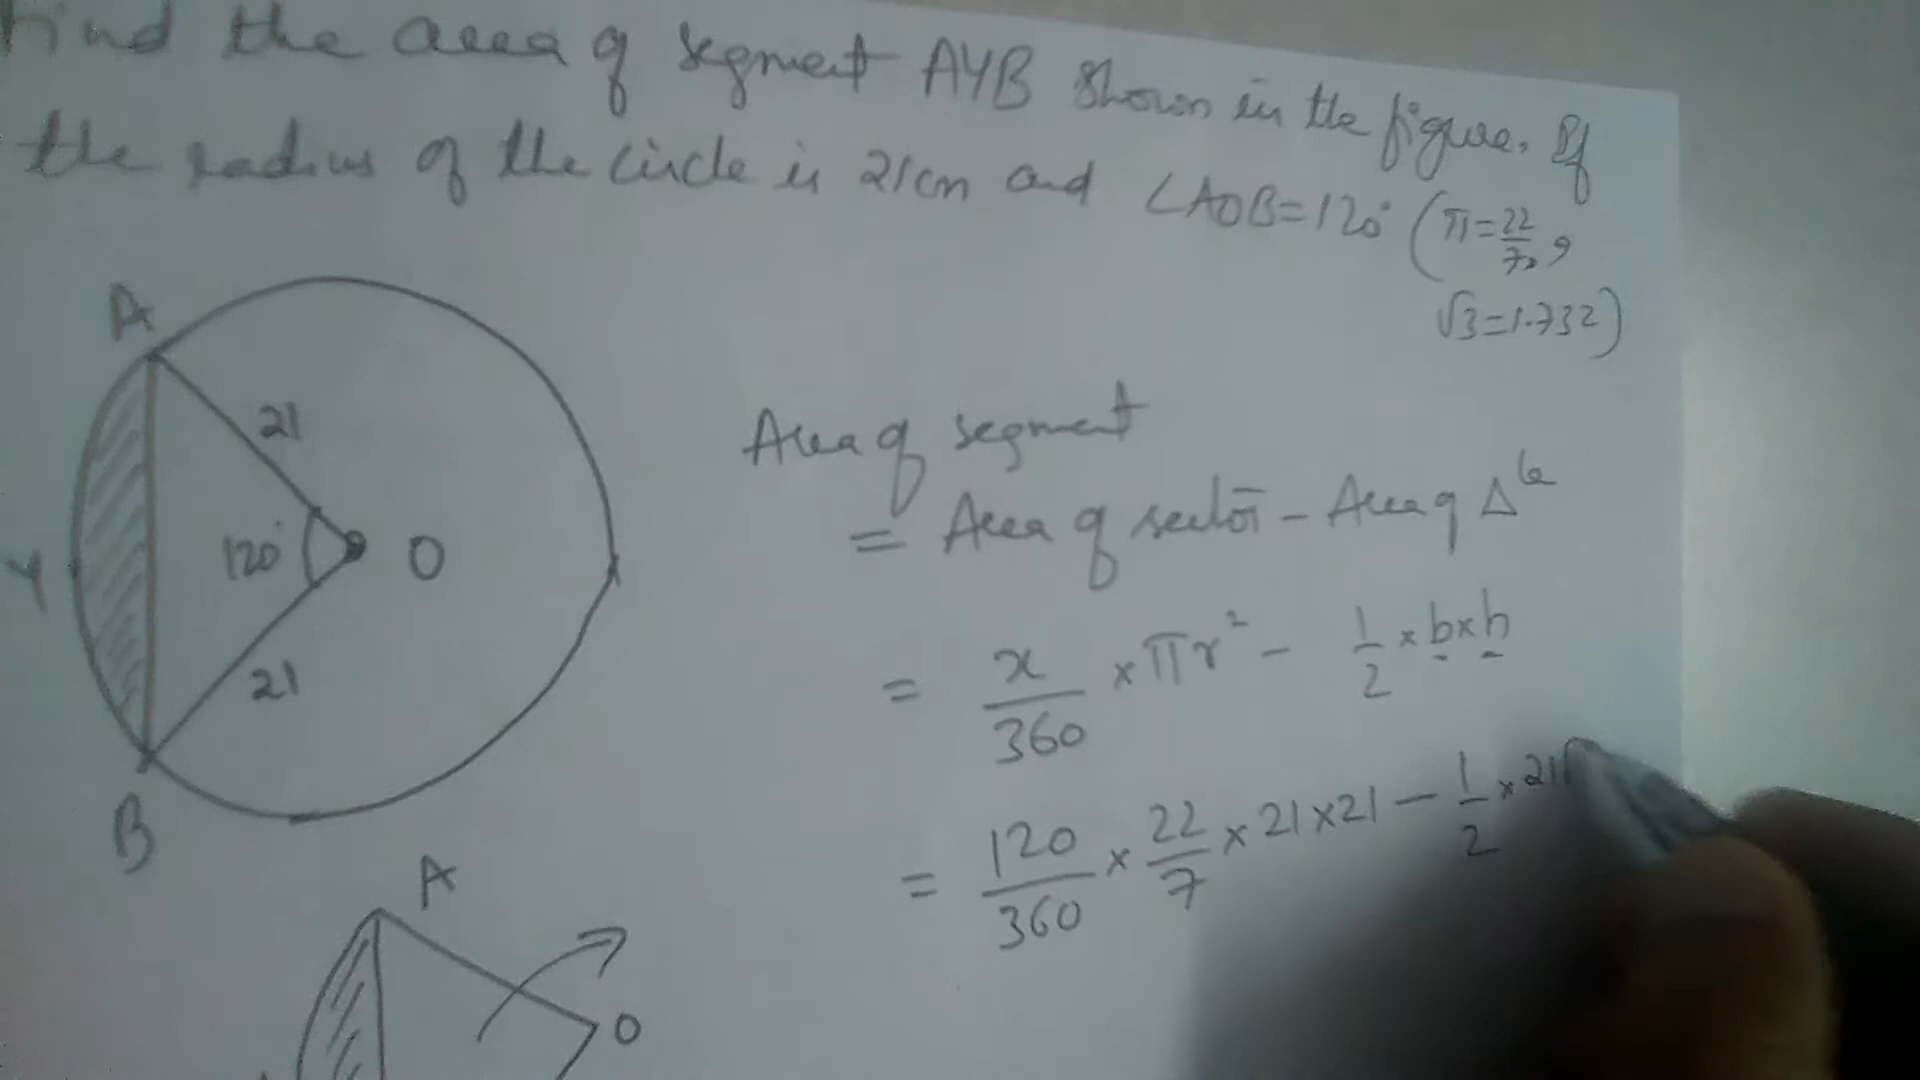 Find the area of segment AYB shown in the figure. If
the radius of the circle is 21cm and ∠AOB=120° (π=22/7,
√3=1.732)
A
21
120°
O
Y
21
B
Area of segment
= Area of sector - Area of Δle
= x/360 × πr² - 1/2 × b×h
= 120/360 × 22/7 × 21×21 - 1/2 × 21
A
O